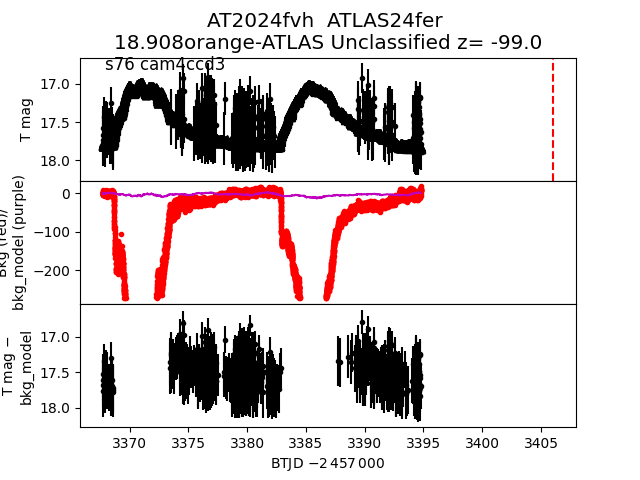 AT2024fvh ATLAS24fer
18.908orange-ATLAS Unclassified z= -99.0
s76 cam4ccd3
T mag
17.0
17.5
18.0
Bkg (red)/
bkg_model (purple)
0
−100
−200
T mag −
bkg_model
17.0
17.5
18.0
3370 3375 3380 3385 3390 3395 3400 3405
BTJD −2 457 000